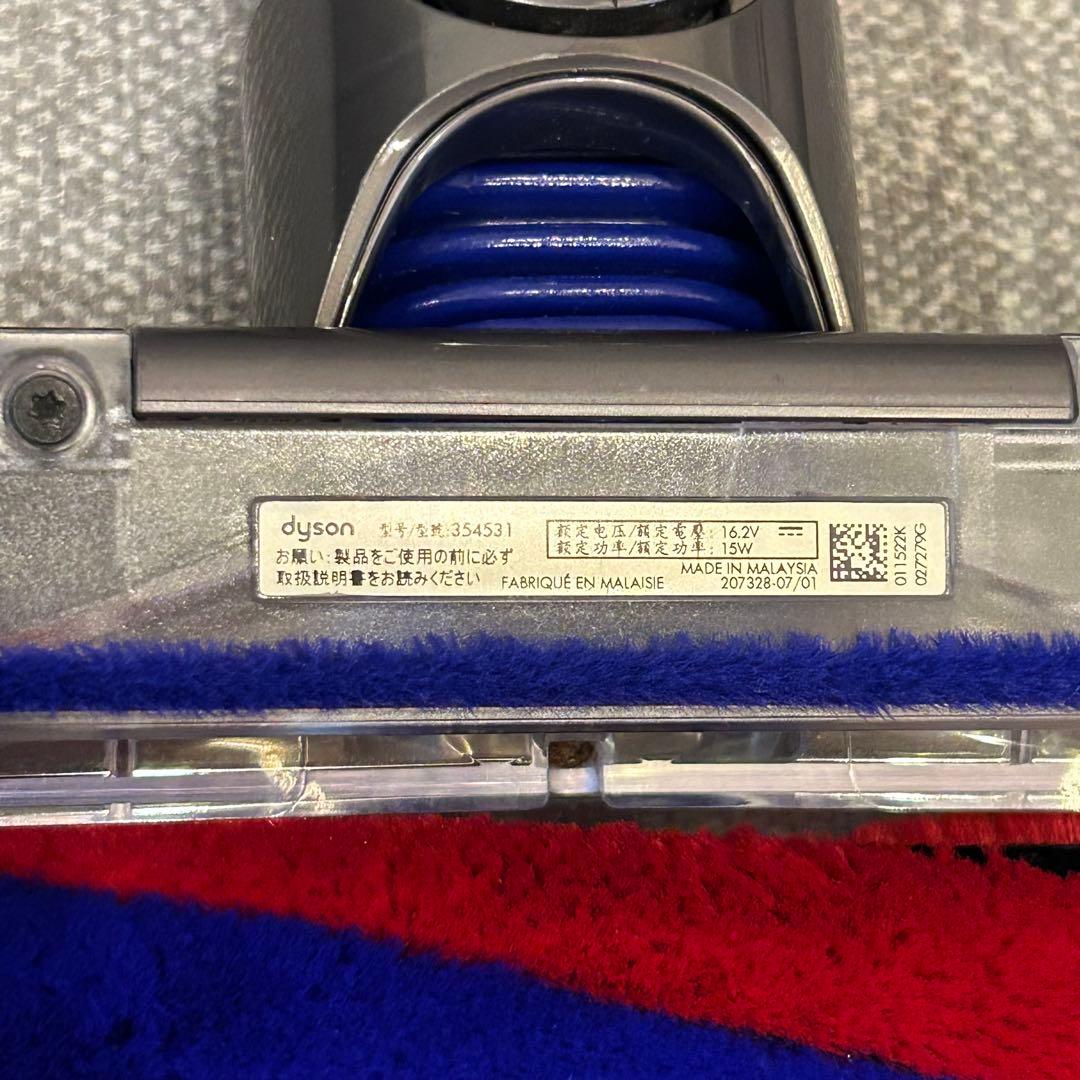 dyson 型号/型號:354531
お願い:製品をご使用の前に必ず
取扱説明書をお読みください
FABRIQUÉ EN MALAISIE
额定电压/額定電壓: 16.2V ⎓
额定功率/額定功率: 15W
MADE IN MALAYSIA
207328-07/01
011522K
027279G